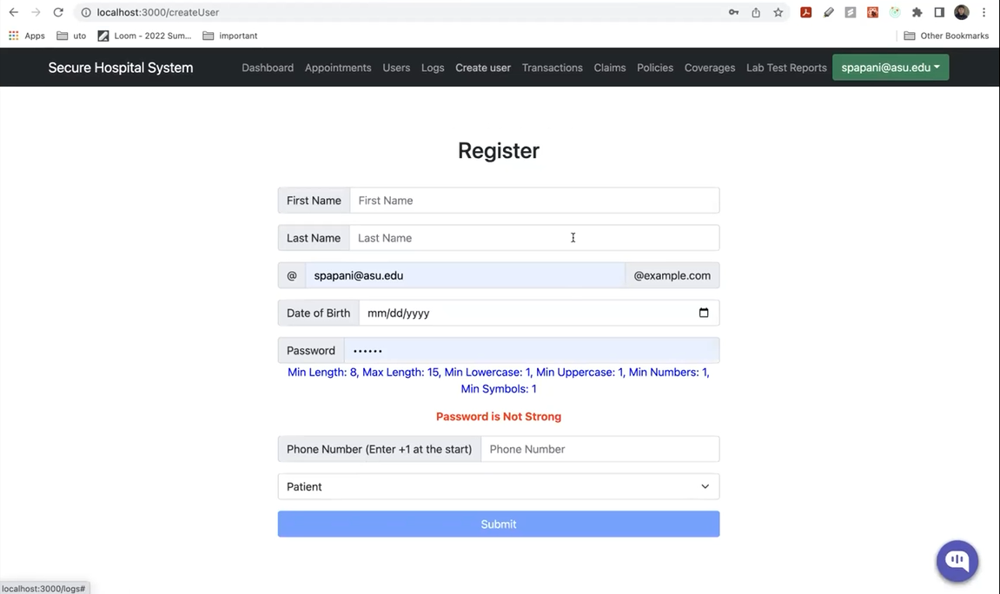 localhost:3000/createUser
Apps uto Loom - 2022 Sum... important Other Bookmarks
Secure Hospital System Dashboard Appointments Users Logs Create user Transactions Claims Policies Coverages Lab Test Reports spapani@asu.edu
Register
First Name First Name
Last Name Last Name
@ spapani@asu.edu @example.com
Date of Birth mm/dd/yyyy
Password ••••••
Min Length: 8, Max Length: 15, Min Lowercase: 1, Min Uppercase: 1, Min Numbers: 1,
Min Symbols: 1
Password is Not Strong
Phone Number (Enter +1 at the start) Phone Number
Patient
Submit
localhost:3000/logs#